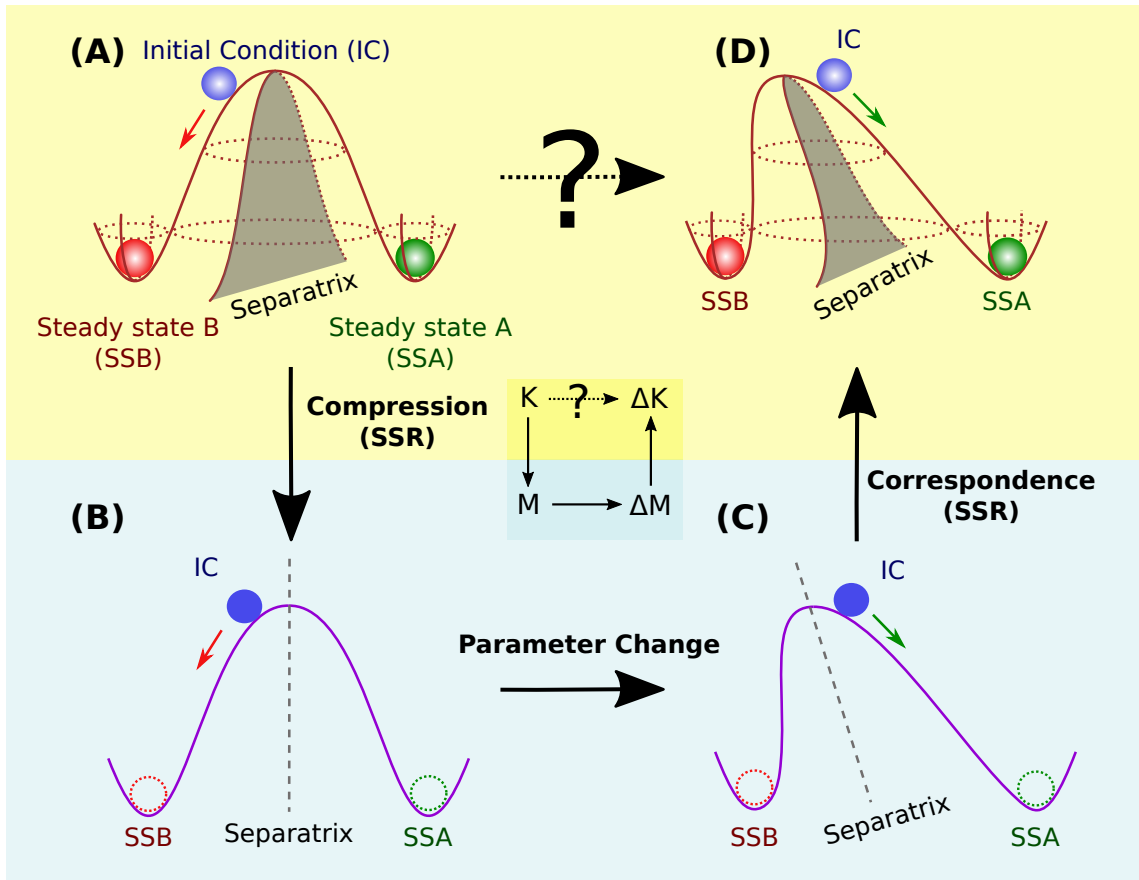 (A)
Initial Condition (IC)
Separatrix
Steady state B
(SSB)
Steady state A
(SSA)
?
(D)
IC
SSB
Separatrix
SSA
Compression
(SSR)
K ? ΔK
M ΔM
Correspondence
(SSR)
(B)
IC
SSB
Separatrix
SSA
Parameter Change
(C)
IC
SSB
Separatrix
SSA